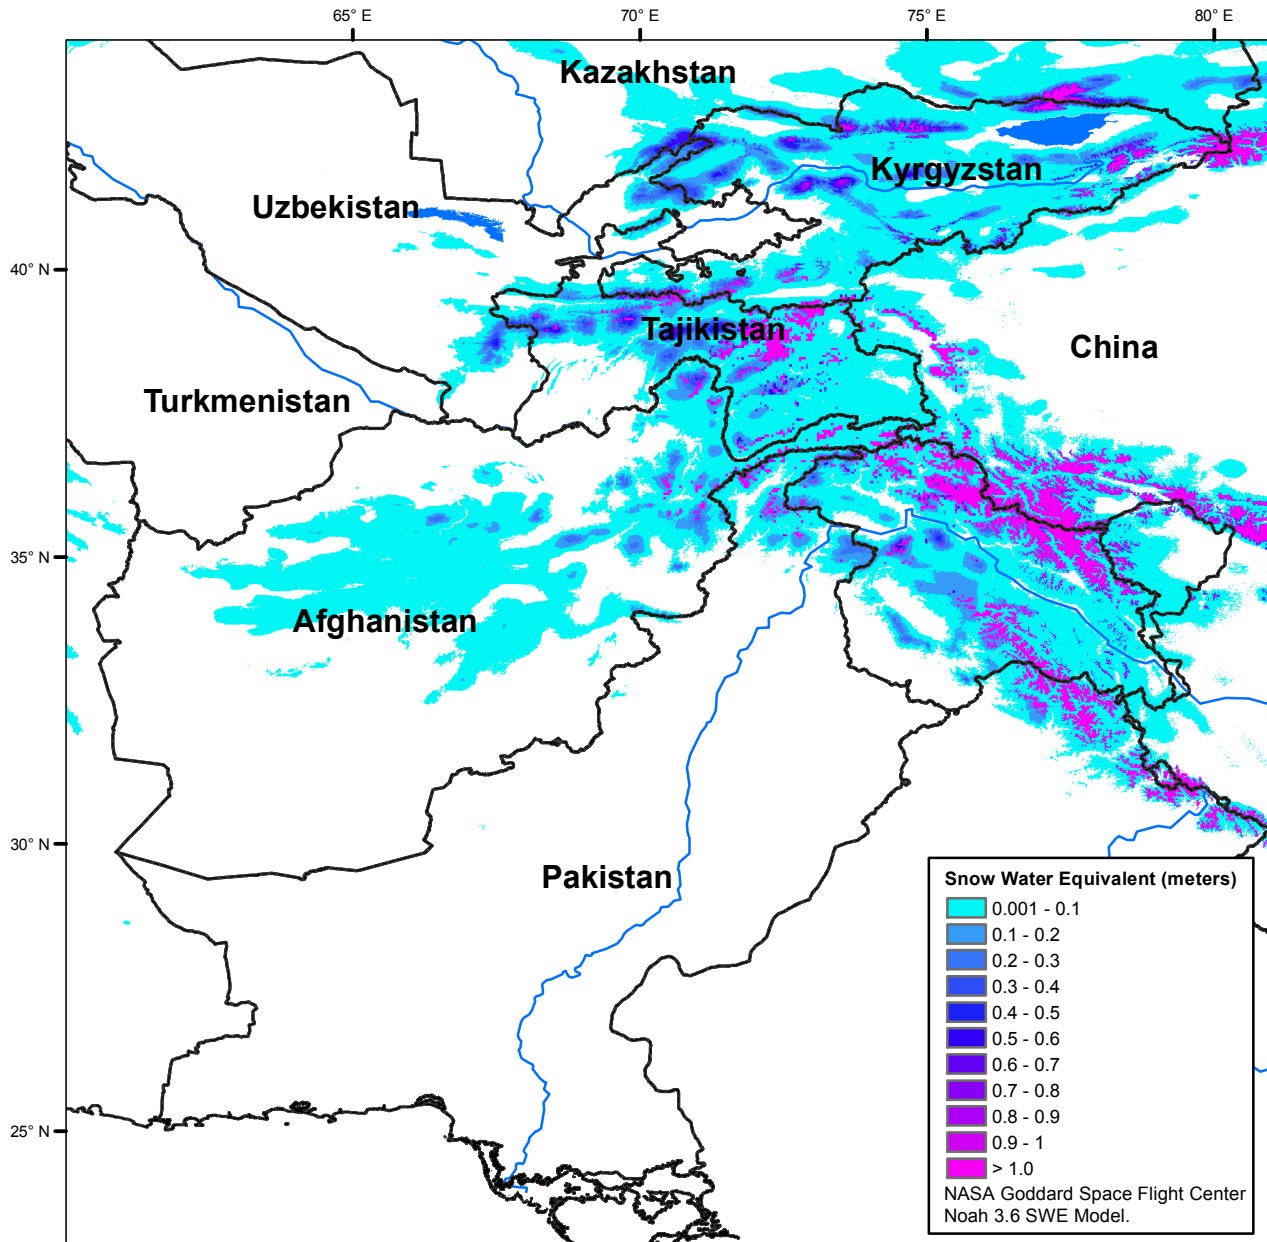 65° E
70° E
75° E
80° E
Kazakhstan
Kyrgyzstan
Uzbekistan
40° N
Tajikistan
China
Turkmenistan
35° N
Afghanistan
30° N
Pakistan
25° N
Snow Water Equivalent (meters)
0.001 - 0.1
0.1 - 0.2
0.2 - 0.3
0.3 - 0.4
0.4 - 0.5
0.5 - 0.6
0.6 - 0.7
0.7 - 0.8
0.8 - 0.9
0.9 - 1
> 1.0
NASA Goddard Space Flight Center
Noah 3.6 SWE Model.